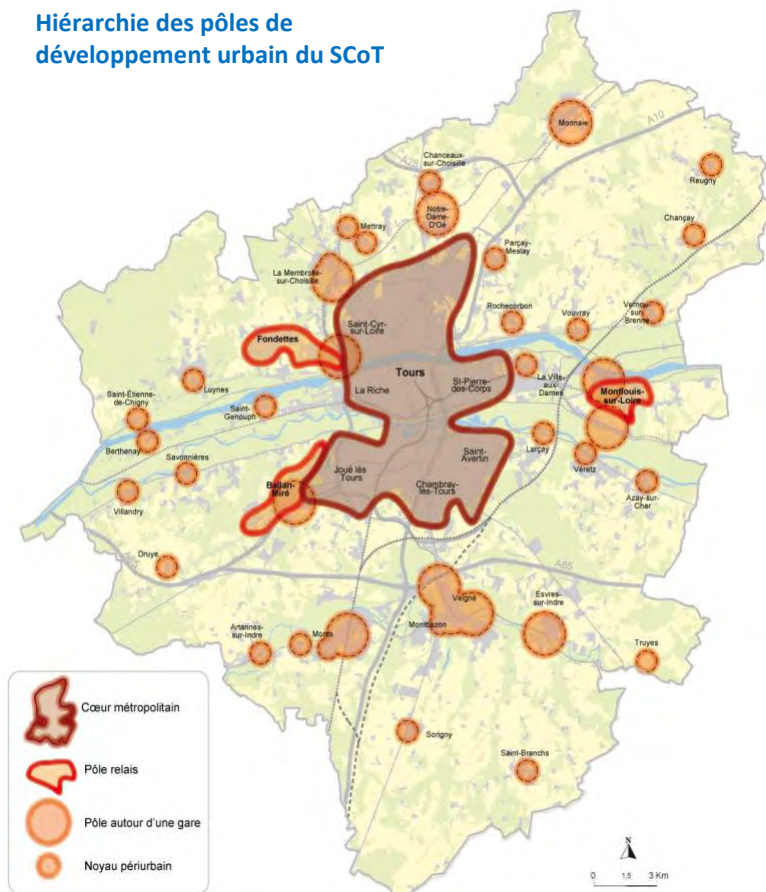 Hiérarchie des pôles de
développement urbain du SCoT
Monnaie
A10
A28
Chanceaux-
sur-Choisille
Reugny
Notre-
Dame-
D'Oé
Chançay
Mettray
Parçay-
Meslay
La Membrolle-
sur-Choisille
Rochecorbon
Vouvray
Vernou-
sur-
Brenne
Saint-Cyr-
sur-Loire
Fondettes
Tours
St-Pierre-
des-Corps
La Ville-
aux-
Dames
Montlouis-
sur-Loire
La Riche
Luynes
Saint-Étienne-
de-Chigny
Saint-
Genouph
Berthenay
Savonnières
Larçay
Véretz
Saint-
Avertin
Joué lès
Tours
Ballan-
Miré
Chambray-
lès-Tours
Azay-sur-
Cher
Villandry
Druye
A85
A85
Veigné
Esvres-
sur-Indre
Montbazon
Artannes-
sur-Indre
Monts
Truyes
Sorigny
Saint-Branchs
Cœur métropolitain
Pôle relais
Pôle autour d'une gare
Noyau périurbain
N
0 1,5 3 Km